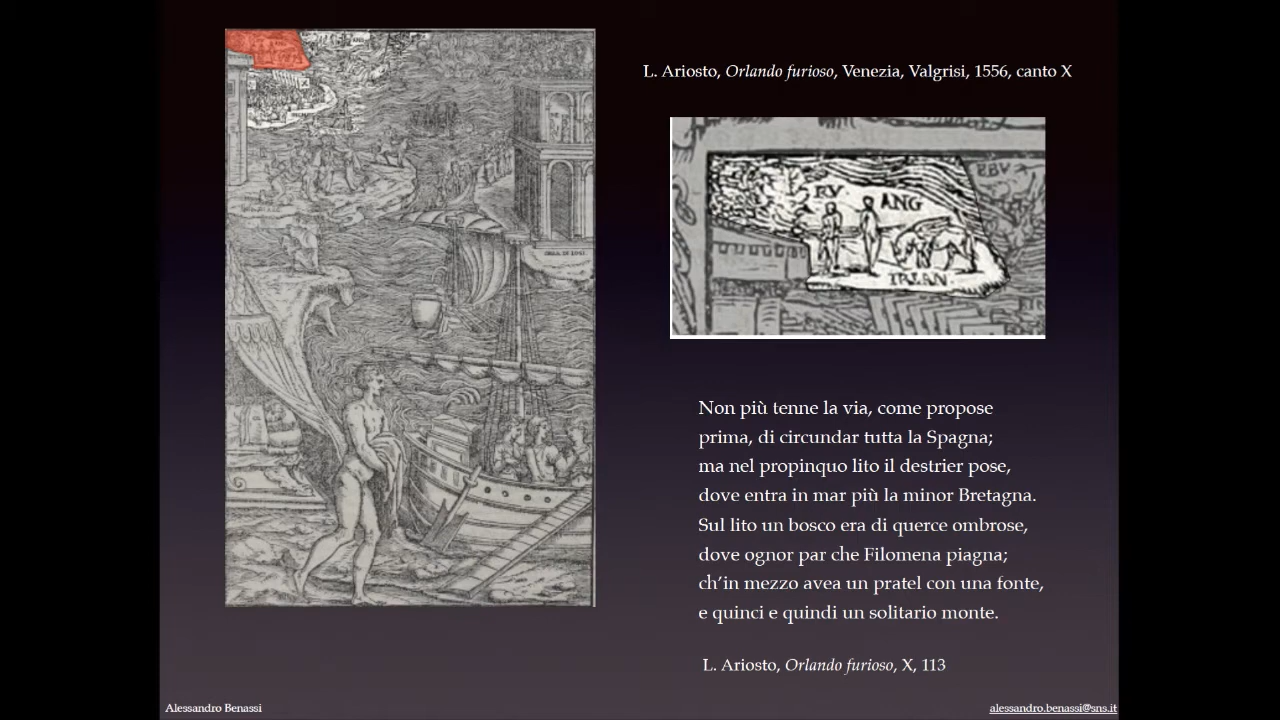 L. Ariosto, Orlando furioso, Venezia, Valgrisi, 1556, canto X
RV.
ANG
Non più tenne la via, come propose
prima, di circundar tutta la Spagna;
ma nel propinquo lito il destrier pose,
dove entra in mar più la minor Bretagna.
Sul lito un bosco era di querce ombrose,
dove ognor par che Filomena piagna;
ch’in mezzo avea un pratel con una fonte,
e quinci e quindi un solitario monte.
L. Ariosto, Orlando furioso, X, 113
Alessandro Benassi
alessandro.benassi@sns.it